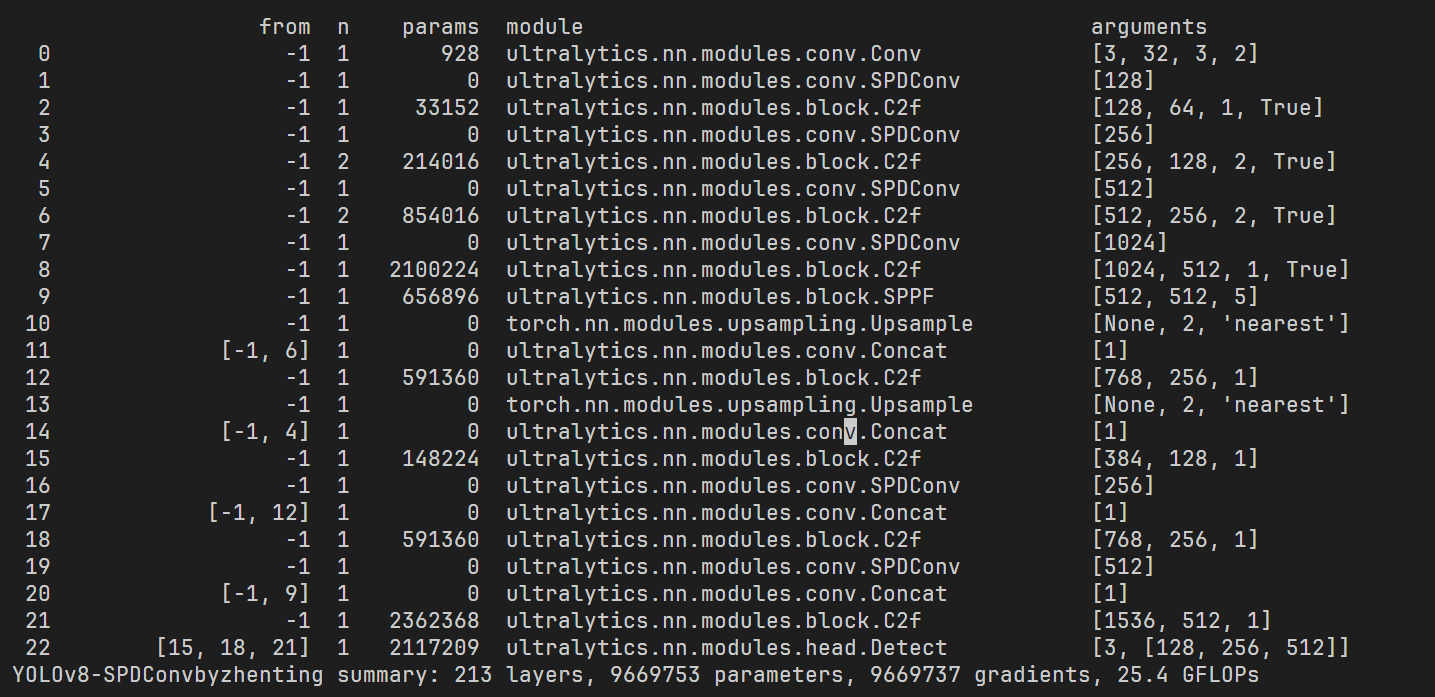 from n params module arguments
0 -1 1 928 ultralytics.nn.modules.conv.Conv [3, 32, 3, 2]
1 -1 1 0 ultralytics.nn.modules.conv.SPDConv [128]
2 -1 1 33152 ultralytics.nn.modules.block.C2f [128, 64, 1, True]
3 -1 1 0 ultralytics.nn.modules.conv.SPDConv [256]
4 -1 2 214016 ultralytics.nn.modules.block.C2f [256, 128, 2, True]
5 -1 1 0 ultralytics.nn.modules.conv.SPDConv [512]
6 -1 2 854016 ultralytics.nn.modules.block.C2f [512, 256, 2, True]
7 -1 1 0 ultralytics.nn.modules.conv.SPDConv [1024]
8 -1 1 2100224 ultralytics.nn.modules.block.C2f [1024, 512, 1, True]
9 -1 1 656896 ultralytics.nn.modules.block.SPPF [512, 512, 5]
10 -1 1 0 torch.nn.modules.upsampling.Upsample [None, 2, 'nearest']
11 [-1, 6] 1 0 ultralytics.nn.modules.conv.Concat [1]
12 -1 1 591360 ultralytics.nn.modules.block.C2f [768, 256, 1]
13 -1 1 0 torch.nn.modules.upsampling.Upsample [None, 2, 'nearest']
14 [-1, 4] 1 0 ultralytics.nn.modules.conv.Concat [1]
15 -1 1 148224 ultralytics.nn.modules.block.C2f [384, 128, 1]
16 -1 1 0 ultralytics.nn.modules.conv.SPDConv [256]
17 [-1, 12] 1 0 ultralytics.nn.modules.conv.Concat [1]
18 -1 1 591360 ultralytics.nn.modules.block.C2f [768, 256, 1]
19 -1 1 0 ultralytics.nn.modules.conv.SPDConv [512]
20 [-1, 9] 1 0 ultralytics.nn.modules.conv.Concat [1]
21 -1 1 2362368 ultralytics.nn.modules.block.C2f [1536, 512, 1]
22 [15, 18, 21] 1 2117209 ultralytics.nn.modules.head.Detect [3, [128, 256, 512]]
YOLOv8-SPDConvbyzhenting summary: 213 layers, 9669753 parameters, 9669737 gradients, 25.4 GFLOPs